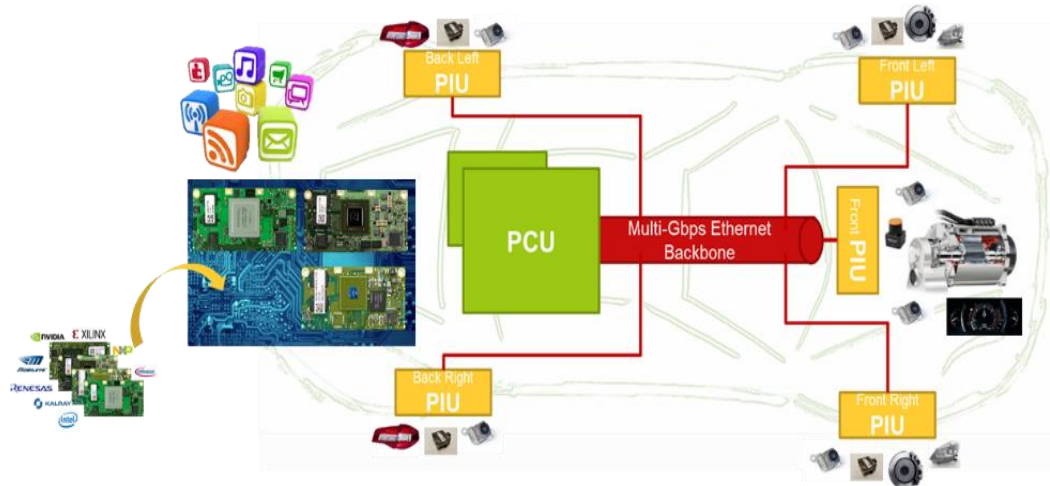 Back Left
PIU
Front Left
PIU
PCU
Multi-Gbps Ethernet
Backbone
Front
PIU
NVIDIA
XILINX
NXP
MOBILEYE
RENESAS
KALRAY
intel
Back Right
PIU
Front Right
PIU